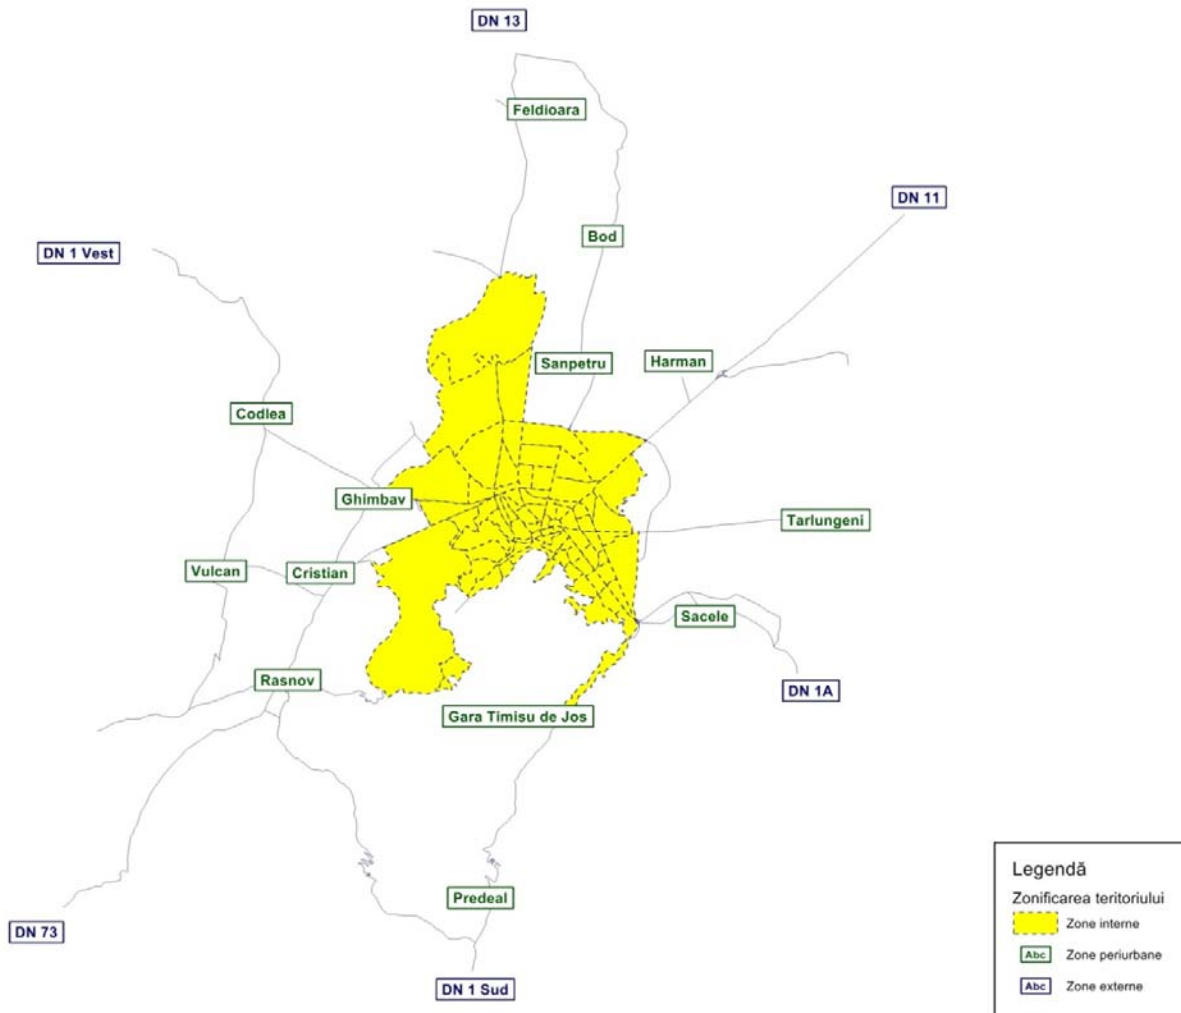 DN 13
Feldioara
DN 11
Bod
DN 1 Vest
Sanpetru
Harman
Codlea
Ghimbav
Tarlungeni
Vulcan
Cristian
Sacele
Rasnov
DN 1A
Gara Timisu de Jos
Predeal
DN 73
DN 1 Sud
Legendă
Zonificarea teritoriului
Zone interne
Abc Zone periurbane
Abc Zone externe